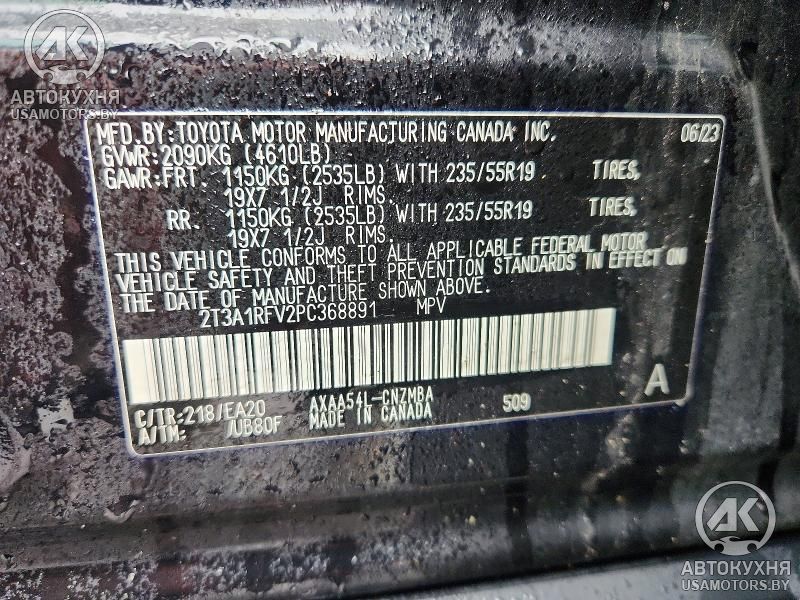 AK
АВТОКУХНЯ
USAMOTORS.BY
MFD.BY:TOYOTA MOTOR MANUFACTURING CANADA INC. 06/23
GVWR:2090KG (4610LB)
GAWR:FRT. 1150KG (2535LB) WITH 235/55R19 TIRES,
19X7 1/2J RIMS.
RR. 1150KG (2535LB) WITH 235/55R19 TIRES,
19X7 1/2J RIMS.
THIS VEHICLE CONFORMS TO ALL APPLICABLE FEDERAL MOTOR
VEHICLE SAFETY AND THEFT PREVENTION STANDARDS IN EFFECT ON
THE DATE OF MANUFACTURE SHOWN ABOVE.
2T3A1RFV2PC368891 MPV
C/TR:218/EA20 AXAA54L-CNZMBA 509 A
A/TM: /UB80F MADE IN CANADA
AK
АВТОКУХНЯ
USAMOTORS.BY